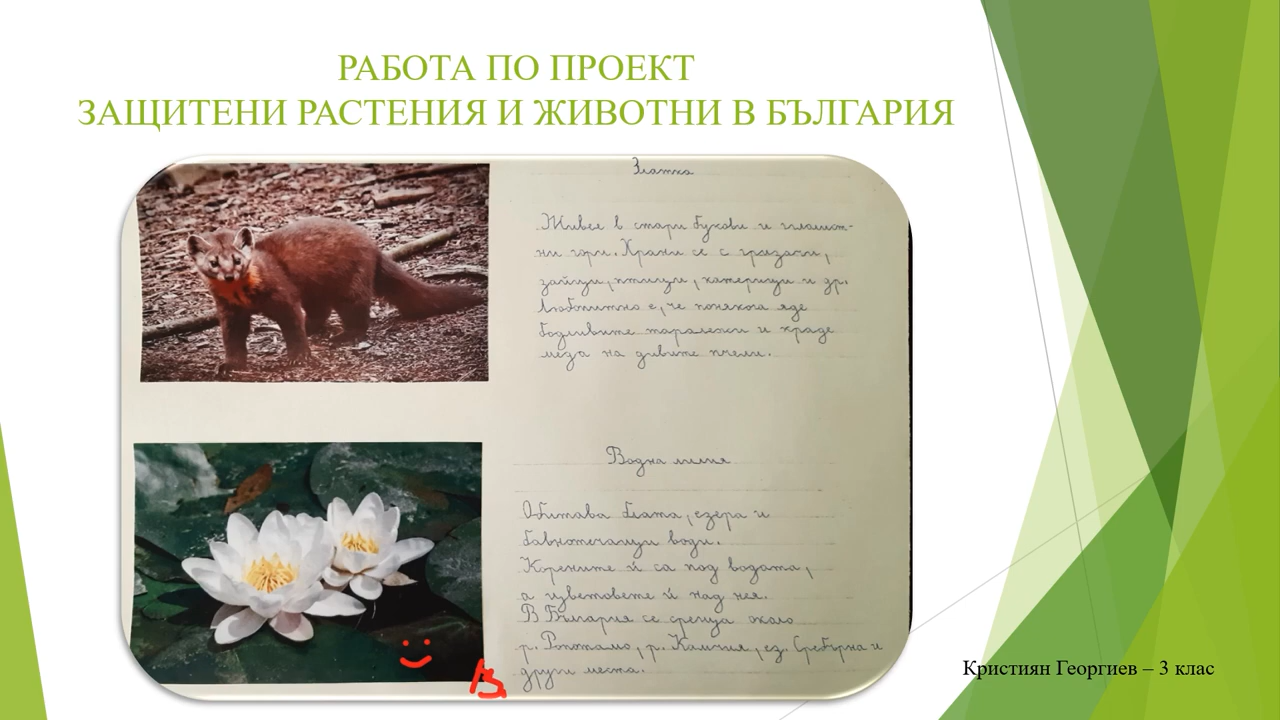 РАБОТА ПО ПРОЕКТ
ЗАЩИТЕНИ РАСТЕНИЯ И ЖИВОТНИ В БЪЛГАРИЯ
Златка
Живее в стари букови и иглолист-
ни гори. Храни се с гризачи,
зайци, птици, катерици и др.
Любопитно е, че понякога яде
бодливите таралежи и краде
меда на дивите пчели.
Водна лилия
Обитава блата, езера и
бавнотечащи води.
Корените ѝ са под водата,
а цветовете ѝ над нея.
В България се среща около
р. Ропотамо, р. Камчия, ез. Сребърна и
други места.
Кристиян Георгиев – 3 клас